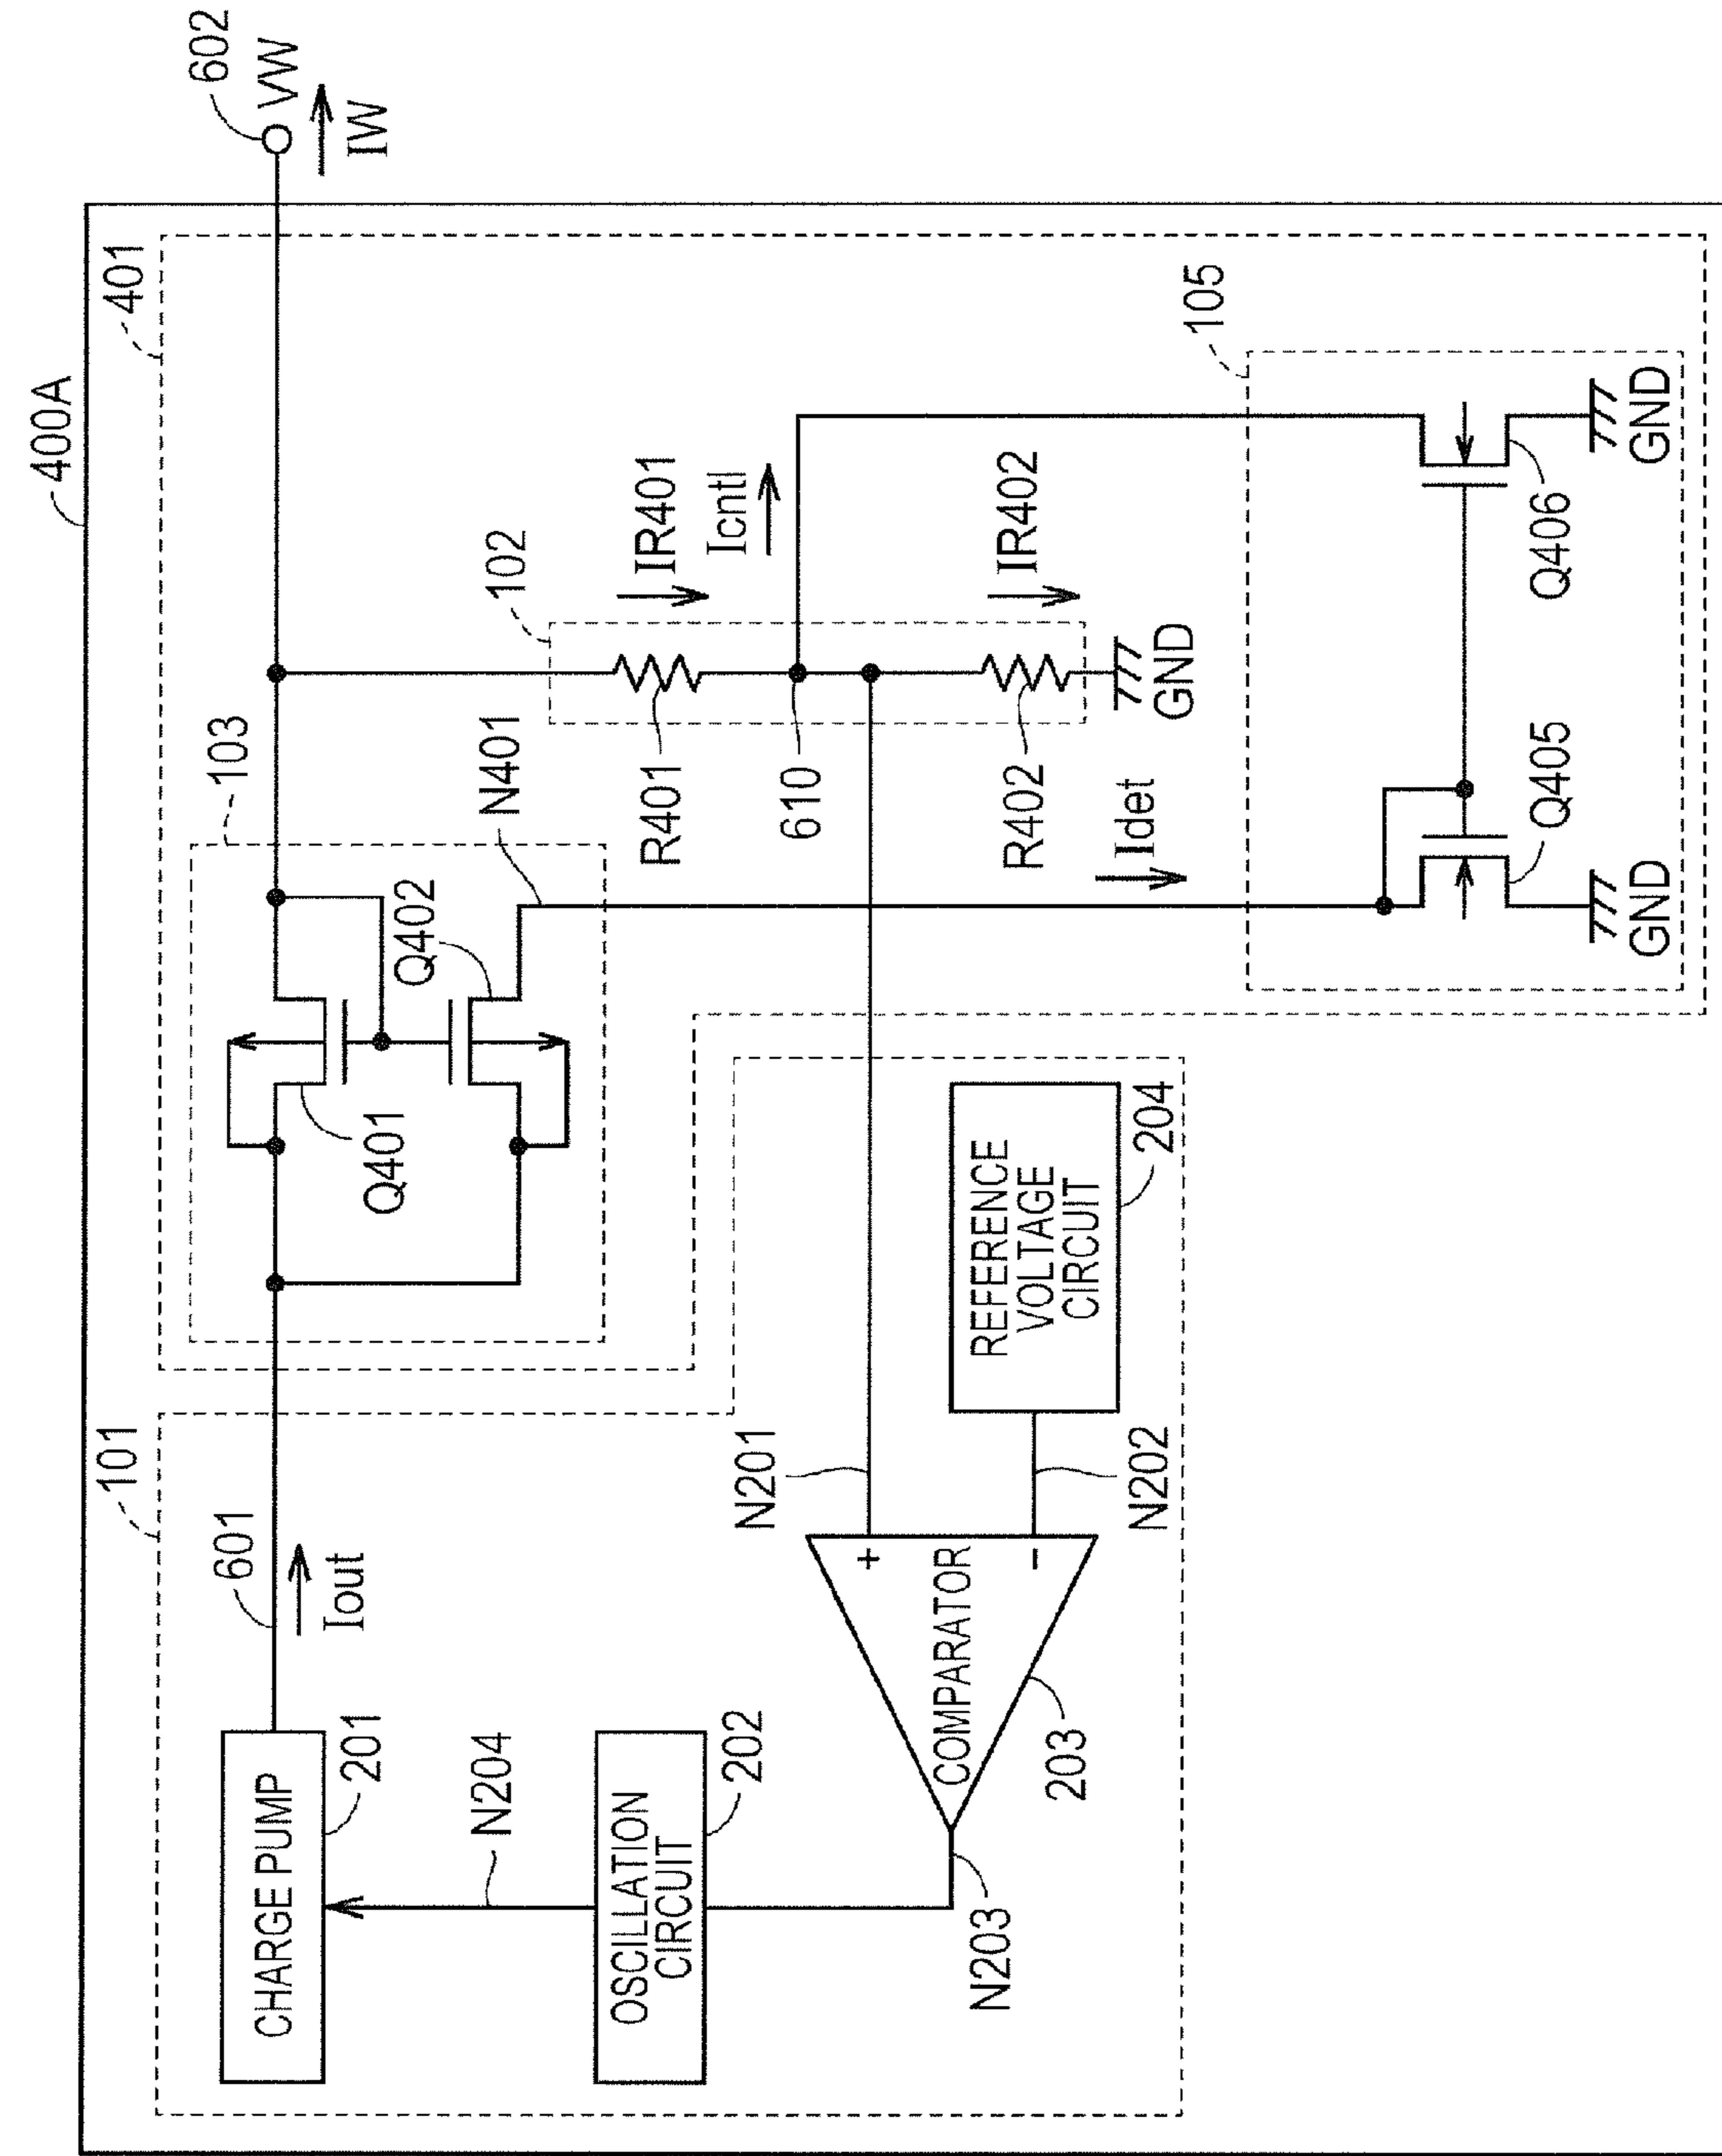 400A
101
601
Iout
CHARGE PUMP
201
N204
OSCILLATION
CIRCUIT
202
N203
COMPARATOR
+
-
203
N201
N202
REFERENCE
VOLTAGE
CIRCUIT
204
401
103
Q401
Q402
N401
602
VW
IW
102
R401
IR401
Icntl
610
R402
IR402
GND
Idet
105
Q405
GND
Q406
GND